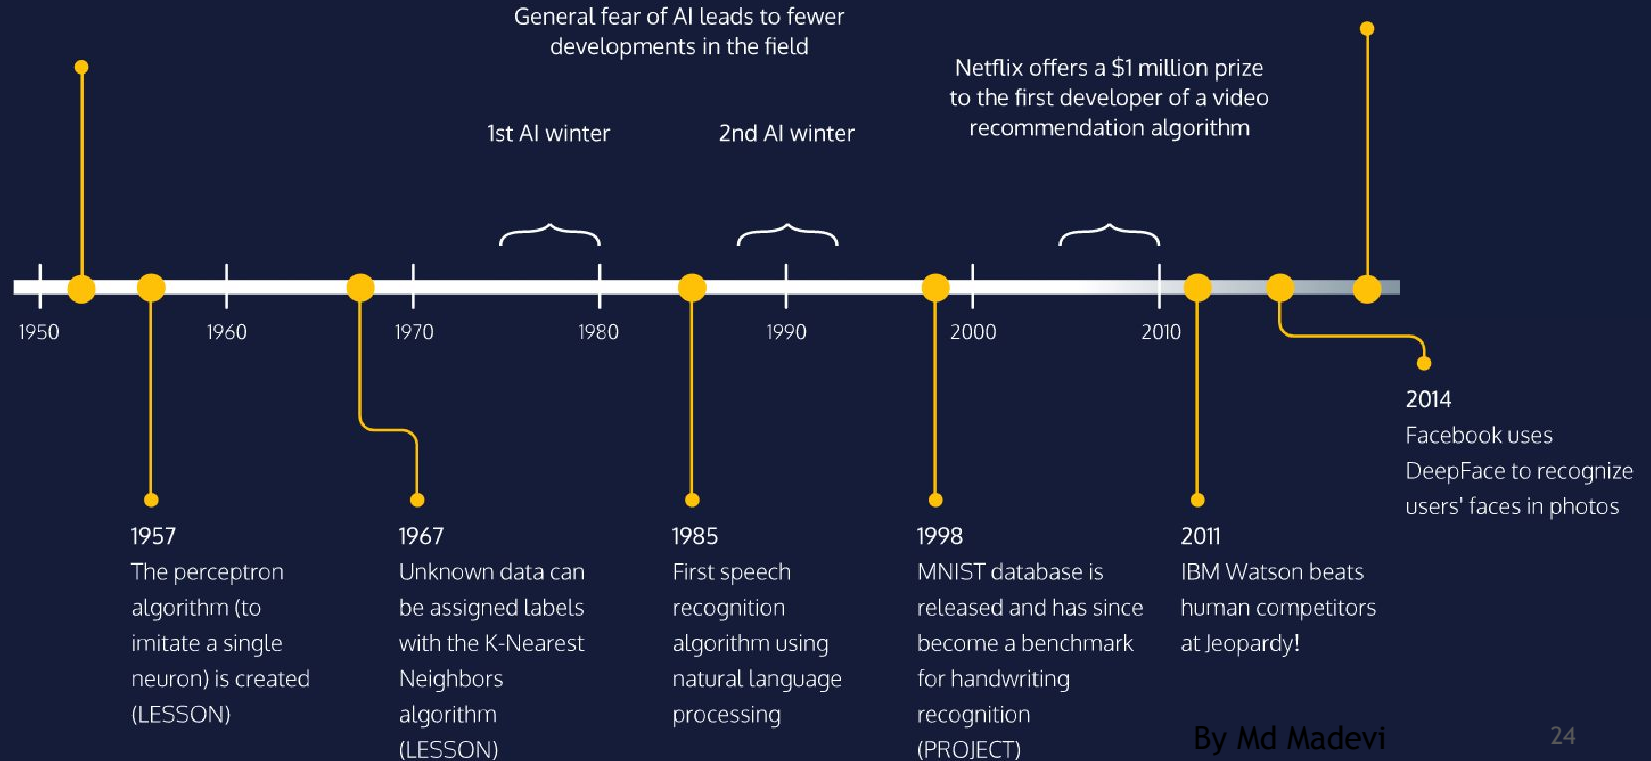 General fear of AI leads to fewer
developments in the field
Netflix offers a $1 million prize
to the first developer of a video
recommendation algorithm
1st AI winter
2nd AI winter
1950
1960
1970
1980
1990
2000
2010
2014
Facebook uses
DeepFace to recognize
users' faces in photos
1957
The perceptron
algorithm (to
imitate a single
neuron) is created
(LESSON)
1967
Unknown data can
be assigned labels
with the K-Nearest
Neighbors
algorithm
(LESSON)
1985
First speech
recognition
algorithm using
natural language
processing
1998
MNIST database is
released and has since
become a benchmark
for handwriting
recognition
(PROJECT)
2011
IBM Watson beats
human competitors
at Jeopardy!
By Md Madevi
24